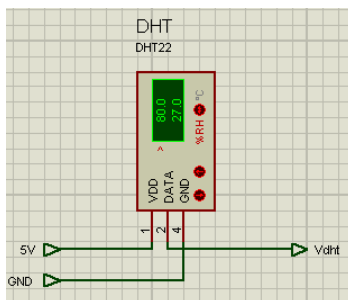 DHT
DHT22
80.0
27.0
>
%RH °C
VDD
DATA
GND
1
2
4
5V
Vdht
GND